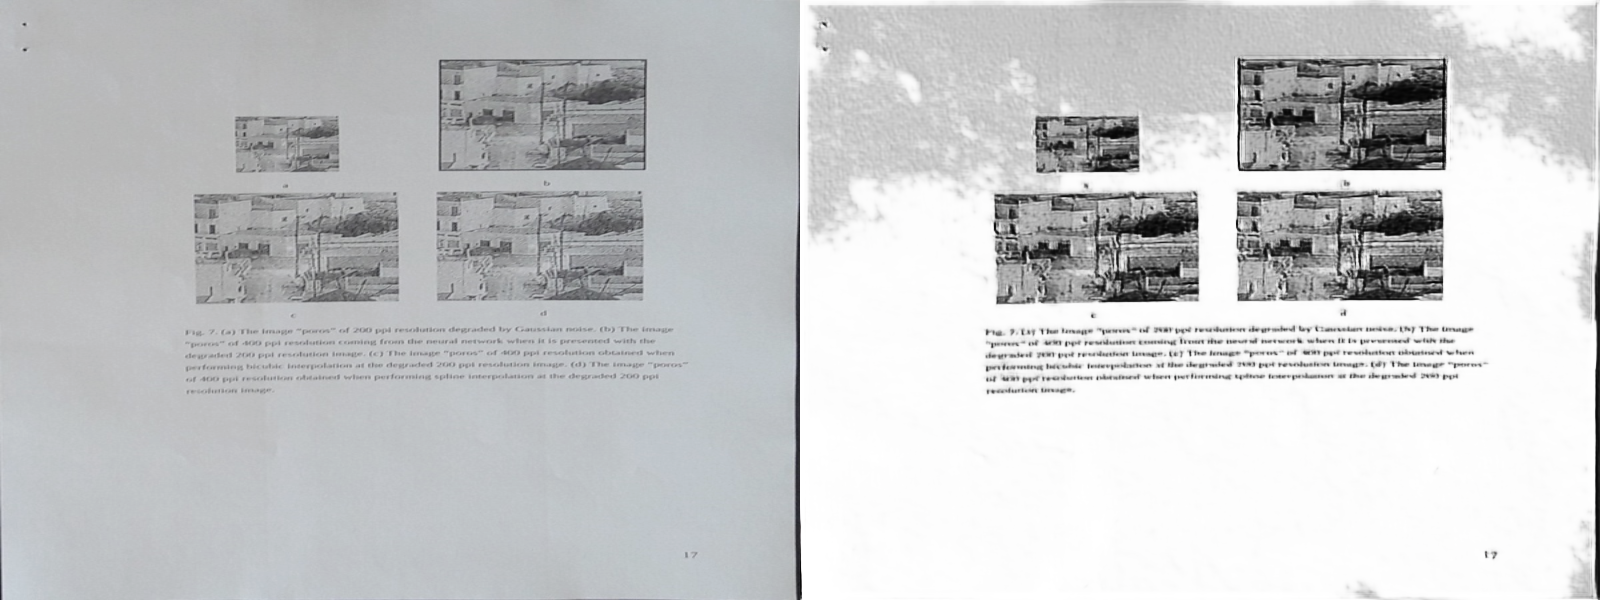 a
b
c
d
Fig. 7. (a) The image "poros" of 200 ppi resolution degraded by Gaussian noise. (b) The image
"poros" of 400 ppi resolution coming from the neural network when it is presented with the
degraded 200 ppi resolution image. (c) The image "poros" of 400 ppi resolution obtained when
performing bicubic interpolation at the degraded 200 ppi resolution image. (d) The image "poros"
of 400 ppi resolution obtained when performing spline interpolation at the degraded 200 ppi
resolution image.
17
a
b
c
d
Fig. 7. (a) The image "poros" of 200 ppi resolution degraded by Gaussian noise. (b) The image
"poros" of 400 ppi resolution coming from the neural network when it is presented with the
degraded 200 ppi resolution image. (c) The image "poros" of 400 ppi resolution obtained when
performing bicubic interpolation at the degraded 200 ppi resolution image. (d) The image "poros"
of 400 ppi resolution obtained when performing spline interpolation at the degraded 200 ppi
resolution image.
17